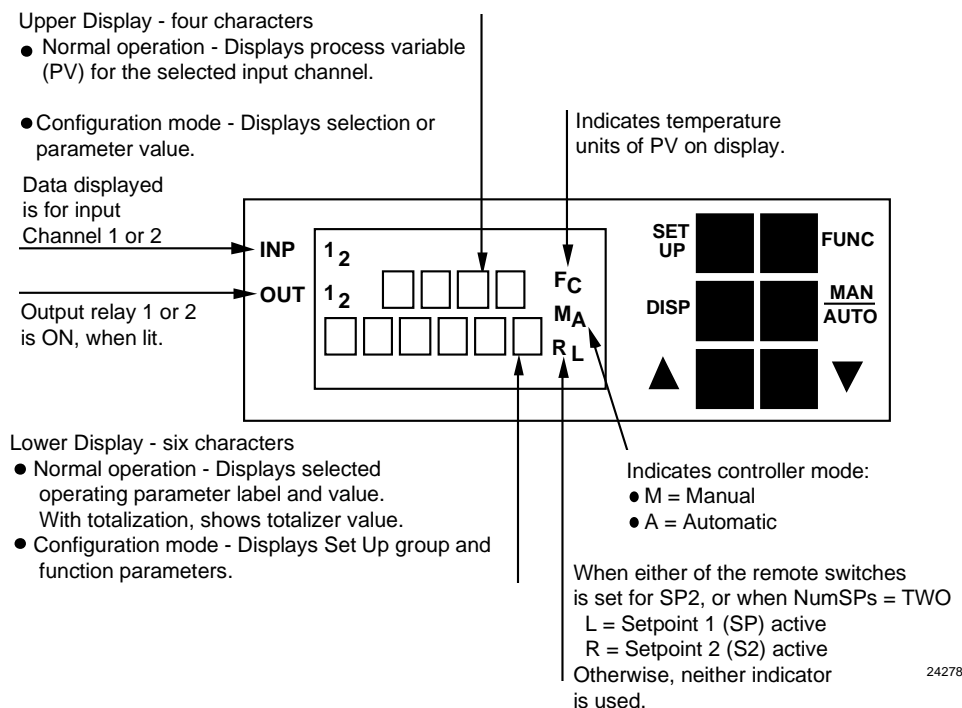 Upper Display - four characters
● Normal operation - Displays process variable
(PV) for the selected input channel.
● Configuration mode - Displays selection or
parameter value.
Indicates temperature
units of PV on display.
Data displayed
is for input
Channel 1 or 2
Output relay 1 or 2
is ON, when lit.
INP 1 2
OUT 1 2
F C
M A
R L
SET
UP
FUNC
DISP
MAN
AUTO
Lower Display - six characters
● Normal operation - Displays selected
operating parameter label and value.
With totalization, shows totalizer value.
● Configuration mode - Displays Set Up group and
function parameters.
Indicates controller mode:
● M = Manual
● A = Automatic
When either of the remote switches
is set for SP2, or when NumSPs = TWO
L = Setpoint 1 (SP) active
R = Setpoint 2 (S2) active
Otherwise, neither indicator
is used.
24278